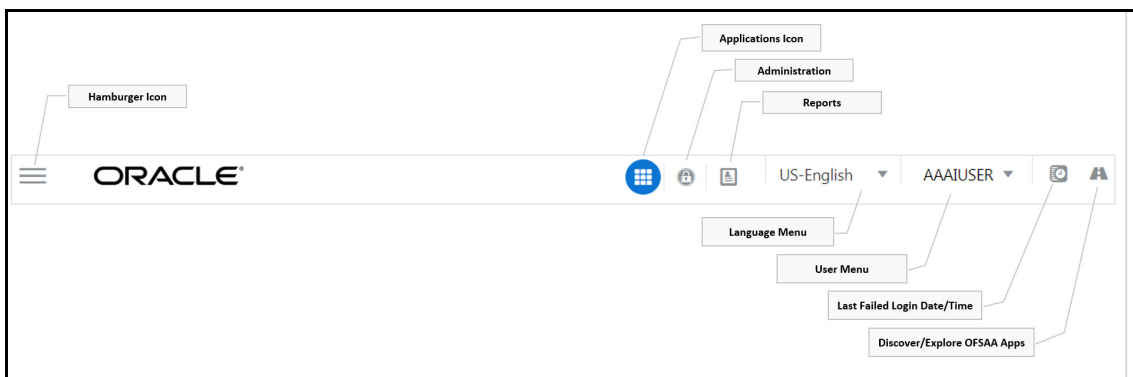 Applications Icon
Administration
Hamburger Icon
Reports
ORACLE®
US-English
AAAIUSER
Language Menu
User Menu
Last Failed Login Date/Time
Discover/Explore OFSAA Apps